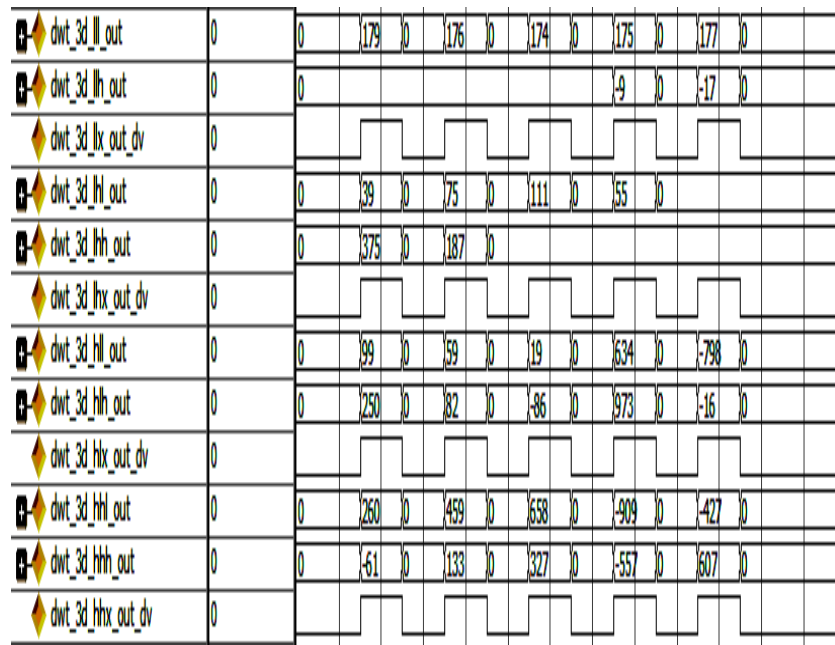 dwt_3d_lll_out 0 0 179 0 176 0 174 0 175 0 177 0
dwt_3d_llh_out 0 0 -9 0 -17 0
dwt_3d_llx_out_dv 0
dwt_3d_lhl_out 0 0 39 0 75 0 111 0 55 0
dwt_3d_lhh_out 0 0 375 0 187 0
dwt_3d_lhx_out_dv 0
dwt_3d_hll_out 0 0 99 0 59 0 19 0 634 0 -798 0
dwt_3d_hlh_out 0 0 250 0 82 0 -86 0 973 0 -16 0
dwt_3d_hlx_out_dv 0
dwt_3d_hhl_out 0 0 260 0 459 0 658 0 -909 0 -427 0
dwt_3d_hhh_out 0 0 -61 0 133 0 327 0 -557 0 607 0
dwt_3d_hhx_out_dv 0